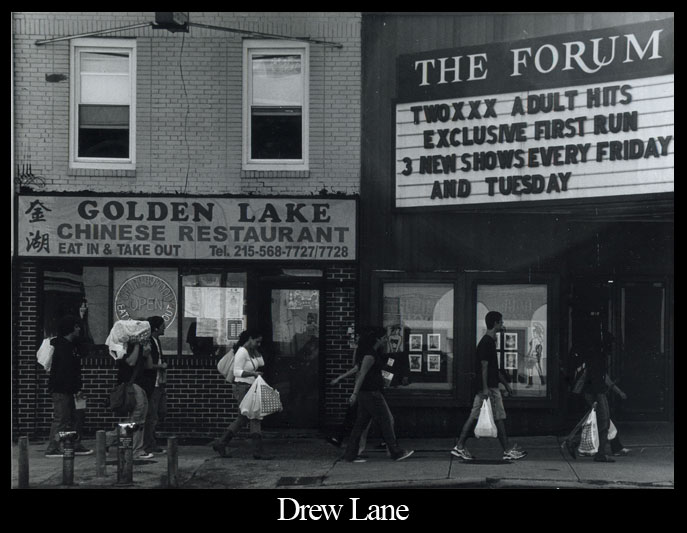 THE FORUM
TWOXXX ADULT HITS
EXCLUSIVE FIRST RUN
3 NEW SHOWS EVERY FRIDAY
AND TUESDAY
金湖
GOLDEN LAKE
CHINESE RESTAURANT
EAT IN & TAKE OUT Tel. 215-568-7727/7728
OPEN
Drew Lane